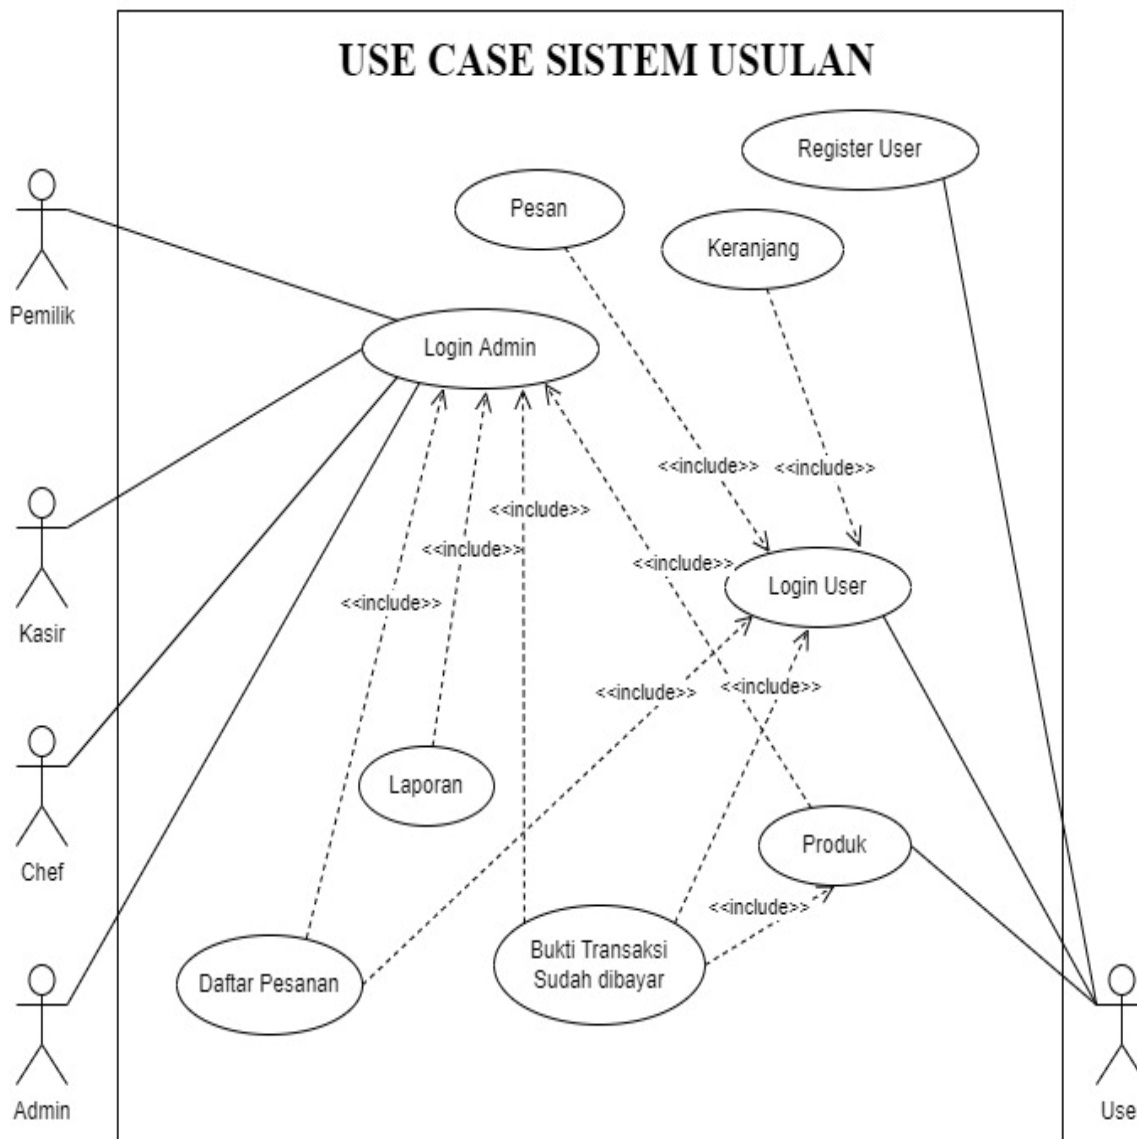 USE CASE SISTEM USULAN
Register User
Pesan
Keranjang
Pemilik
Login Admin
<<include>>
<<include>>
<<include>>
<<include>>
<<include>>
Login User
<<include>>
Kasir
<<include>>
<<include>>
Laporan
Produk
Chef
<<include>>
Bukti Transaksi
Sudah dibayar
Daftar Pesanan
Admin
Use